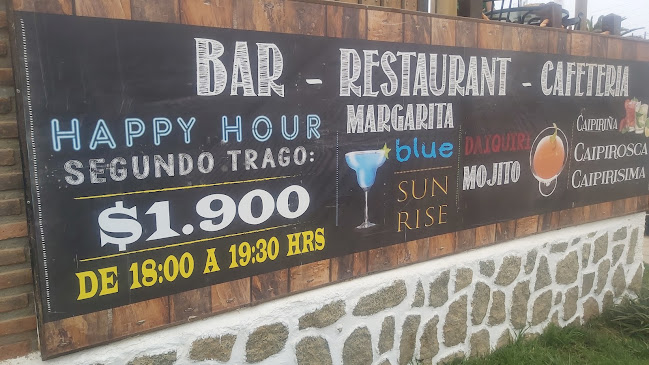 BAR - RESTAURANT - CAFETERIA
HAPPY HOUR
SEGUNDO TRAGO:
$1.900
DE 18:00 A 19:30 HRS
MARGARITA
blue
SUN
RISE
DAIQUIRI
MOJITO
CAIPIRIÑA
CAIPIROSCA
CAIPIRISIMA